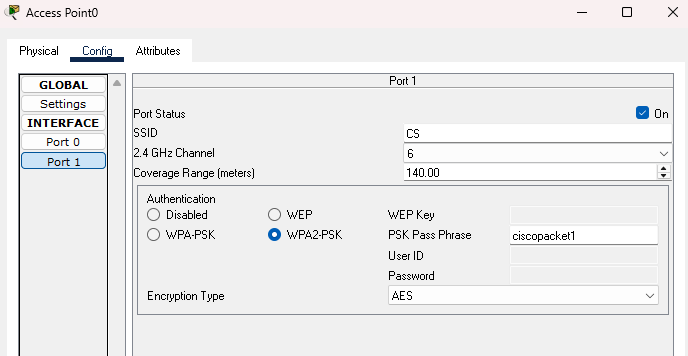 Access Point0
Physical Config Attributes
GLOBAL
Settings
INTERFACE
Port 0
Port 1
Port 1
Port Status On
SSID CS
2.4 GHz Channel 6
Coverage Range (meters) 140.00
Authentication
Disabled WEP WEP Key
WPA-PSK WPA2-PSK PSK Pass Phrase ciscopacket1
User ID
Password
Encryption Type AES